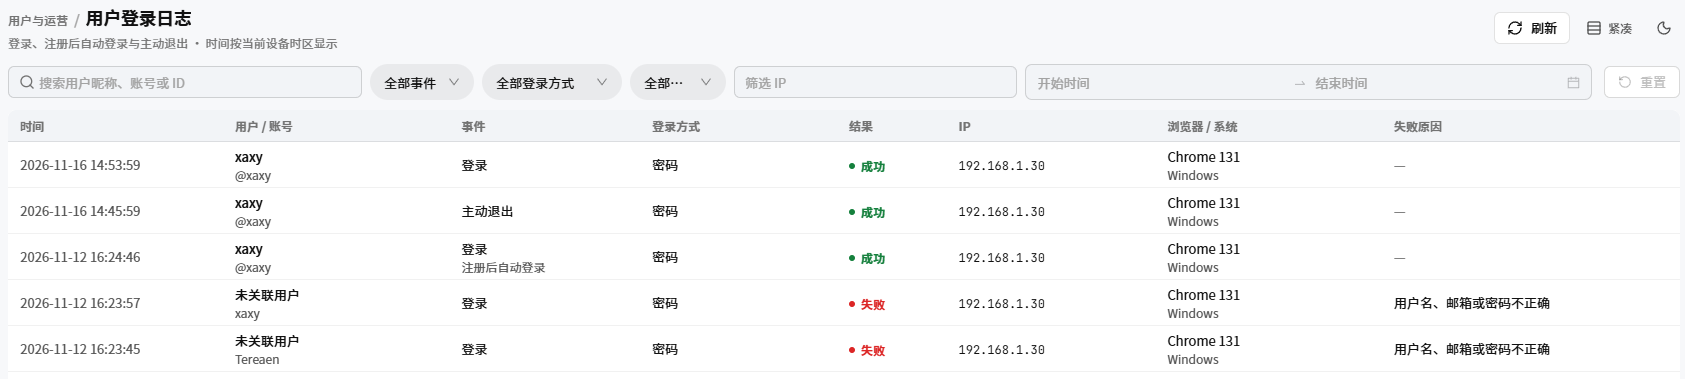 用户与运营 / 用户登录日志
登录、注册后自动登录与主动退出 · 时间按当前设备时区显示
刷新 紧凑
搜索用户昵称、账号或 ID 全部事件 全部登录方式 全部… 筛选 IP 开始时间 → 结束时间 重置
时间 用户 / 账号 事件 登录方式 结果 IP 浏览器 / 系统 失败原因
2026-11-16 14:53:59 xaxy 登录 密码 成功 192.168.1.30 Chrome 131 —
@xaxy Windows
2026-11-16 14:45:59 xaxy 主动退出 密码 成功 192.168.1.30 Chrome 131 —
@xaxy Windows
2026-11-12 16:24:46 xaxy 登录 密码 成功 192.168.1.30 Chrome 131 —
@xaxy 注册后自动登录 Windows
2026-11-12 16:23:57 未关联用户 登录 密码 失败 192.168.1.30 Chrome 131 用户名、邮箱或密码不正确
xaxy Windows
2026-11-12 16:23:45 未关联用户 登录 密码 失败 192.168.1.30 Chrome 131 用户名、邮箱或密码不正确
Tereaen Windows